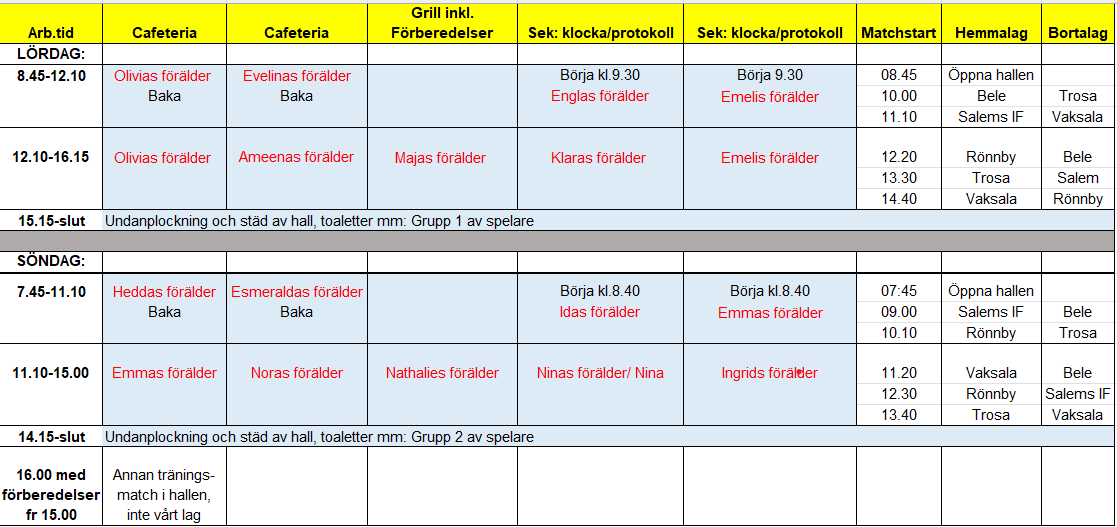 Arb.tid Cafeteria Cafeteria Grill inkl. Förberedelser Sek: klocka/protokoll Sek: klocka/protokoll Matchstart Hemmalag Bortalag
LÖRDAG:
8.45-12.10 Olivias förälder Evelinas förälder Börja kl.9.30 Börja 9.30 08.45 Öppna hallen
Baka Baka Englas förälder Emelis förälder 10.00 Bele Trosa
11.10 Salems IF Vaksala
12.10-16.15 Olivias förälder Ameenas förälder Majas förälder Klaras förälder Emelis förälder 12.20 Rönnby Bele
13.30 Trosa Salem
14.40 Vaksala Rönnby
15.15-slut Undanplockning och städ av hall, toaletter mm: Grupp 1 av spelare
SÖNDAG:
7.45-11.10 Heddas förälder Esmeraldas förälder Börja kl.8.40 Börja kl.8.40 07:45 Öppna hallen
Baka Baka Idas förälder Emmas förälder 09.00 Salems IF Bele
10.10 Rönnby Trosa
11.10-15.00 Emmas förälder Noras förälder Nathalies förälder Ninas förälder/ Nina Ingrids förälder 11.20 Vaksala Bele
12.30 Rönnby Salems IF
13.40 Trosa Vaksala
14.15-slut Undanplockning och städ av hall, toaletter mm: Grupp 2 av spelare
16.00 med Annan tränings-
förberedelser match i hallen,
fr 15.00 inte vårt lag